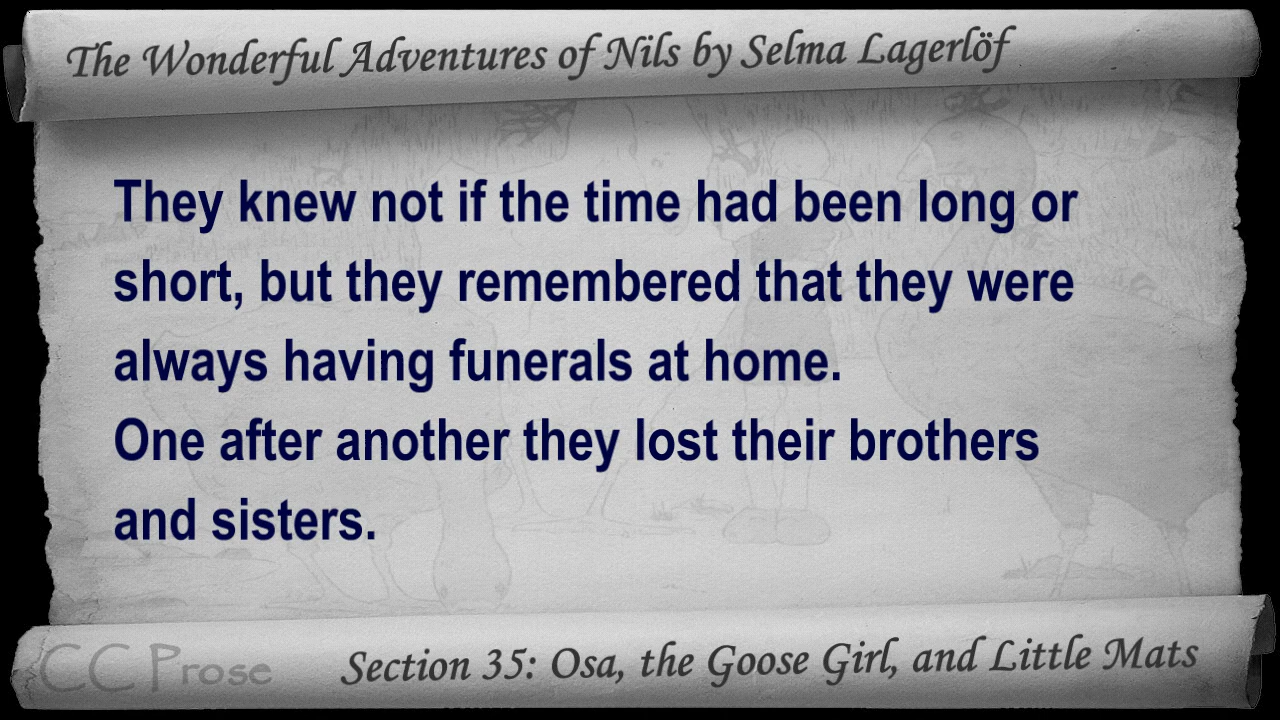 The Wonderful Adventures of Nils by Selma Lagerlöf
They knew not if the time had been long or
short, but they remembered that they were
always having funerals at home.
One after another they lost their brothers
and sisters.
CC Prose
Section 35: Osa, the Goose Girl, and Little Mats